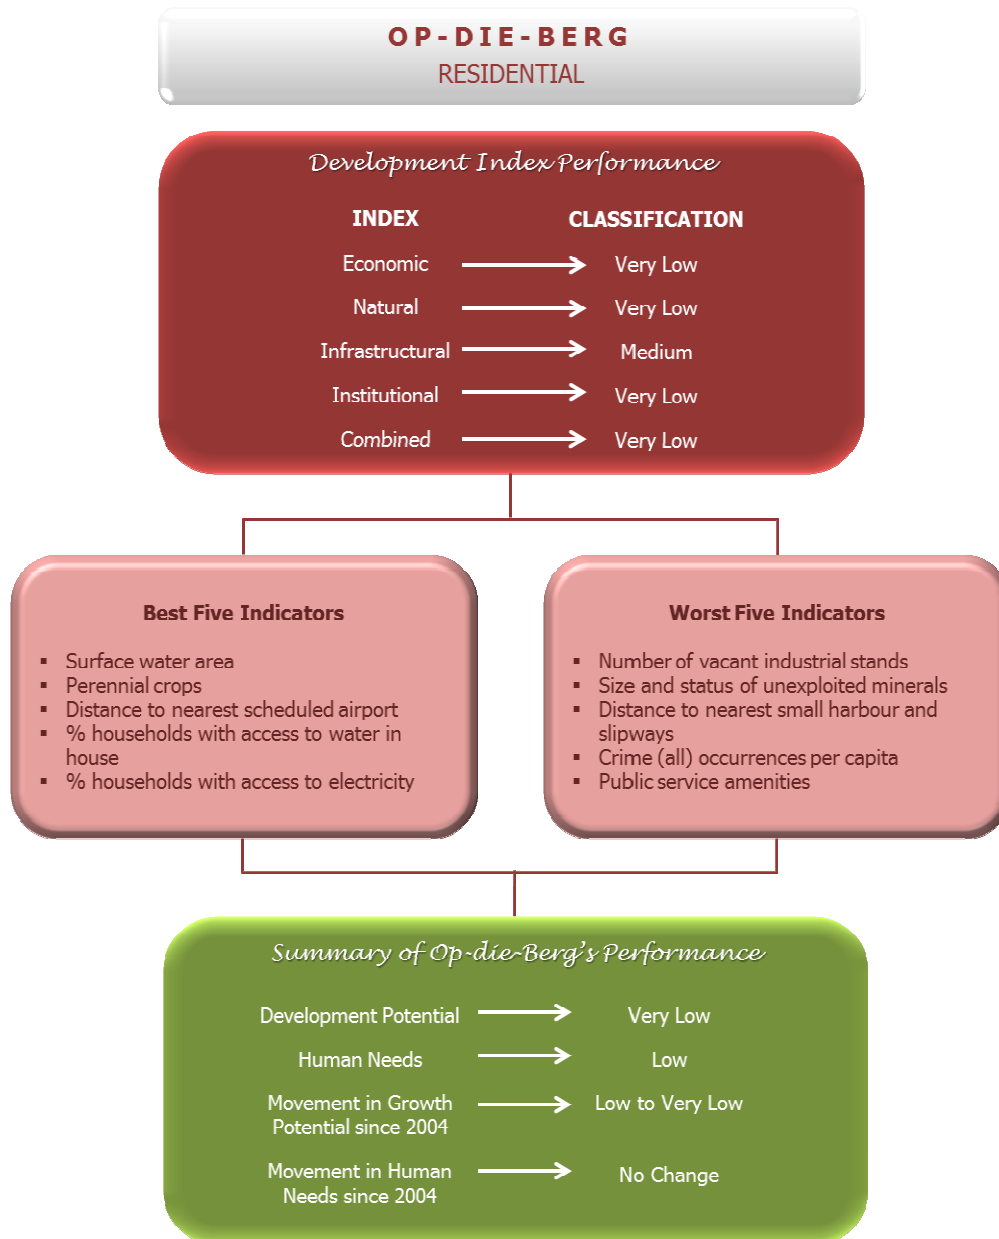 OP-DIE-BERG
RESIDENTIAL
Development Index Performance
INDEX CLASSIFICATION
Economic Very Low
Natural Very Low
Infrastructural Medium
Institutional Very Low
Combined Very Low
Best Five Indicators
▪ Surface water area
▪ Perennial crops
▪ Distance to nearest scheduled airport
▪ % households with access to water in
house
▪ % households with access to electricity
Worst Five Indicators
▪ Number of vacant industrial stands
▪ Size and status of unexploited minerals
▪ Distance to nearest small harbour and
slipways
▪ Crime (all) occurrences per capita
▪ Public service amenities
Summary of Op-die-Berg's Performance
Development Potential Very Low
Human Needs Low
Movement in Growth Low to Very Low
Potential since 2004
Movement in Human No Change
Needs since 2004